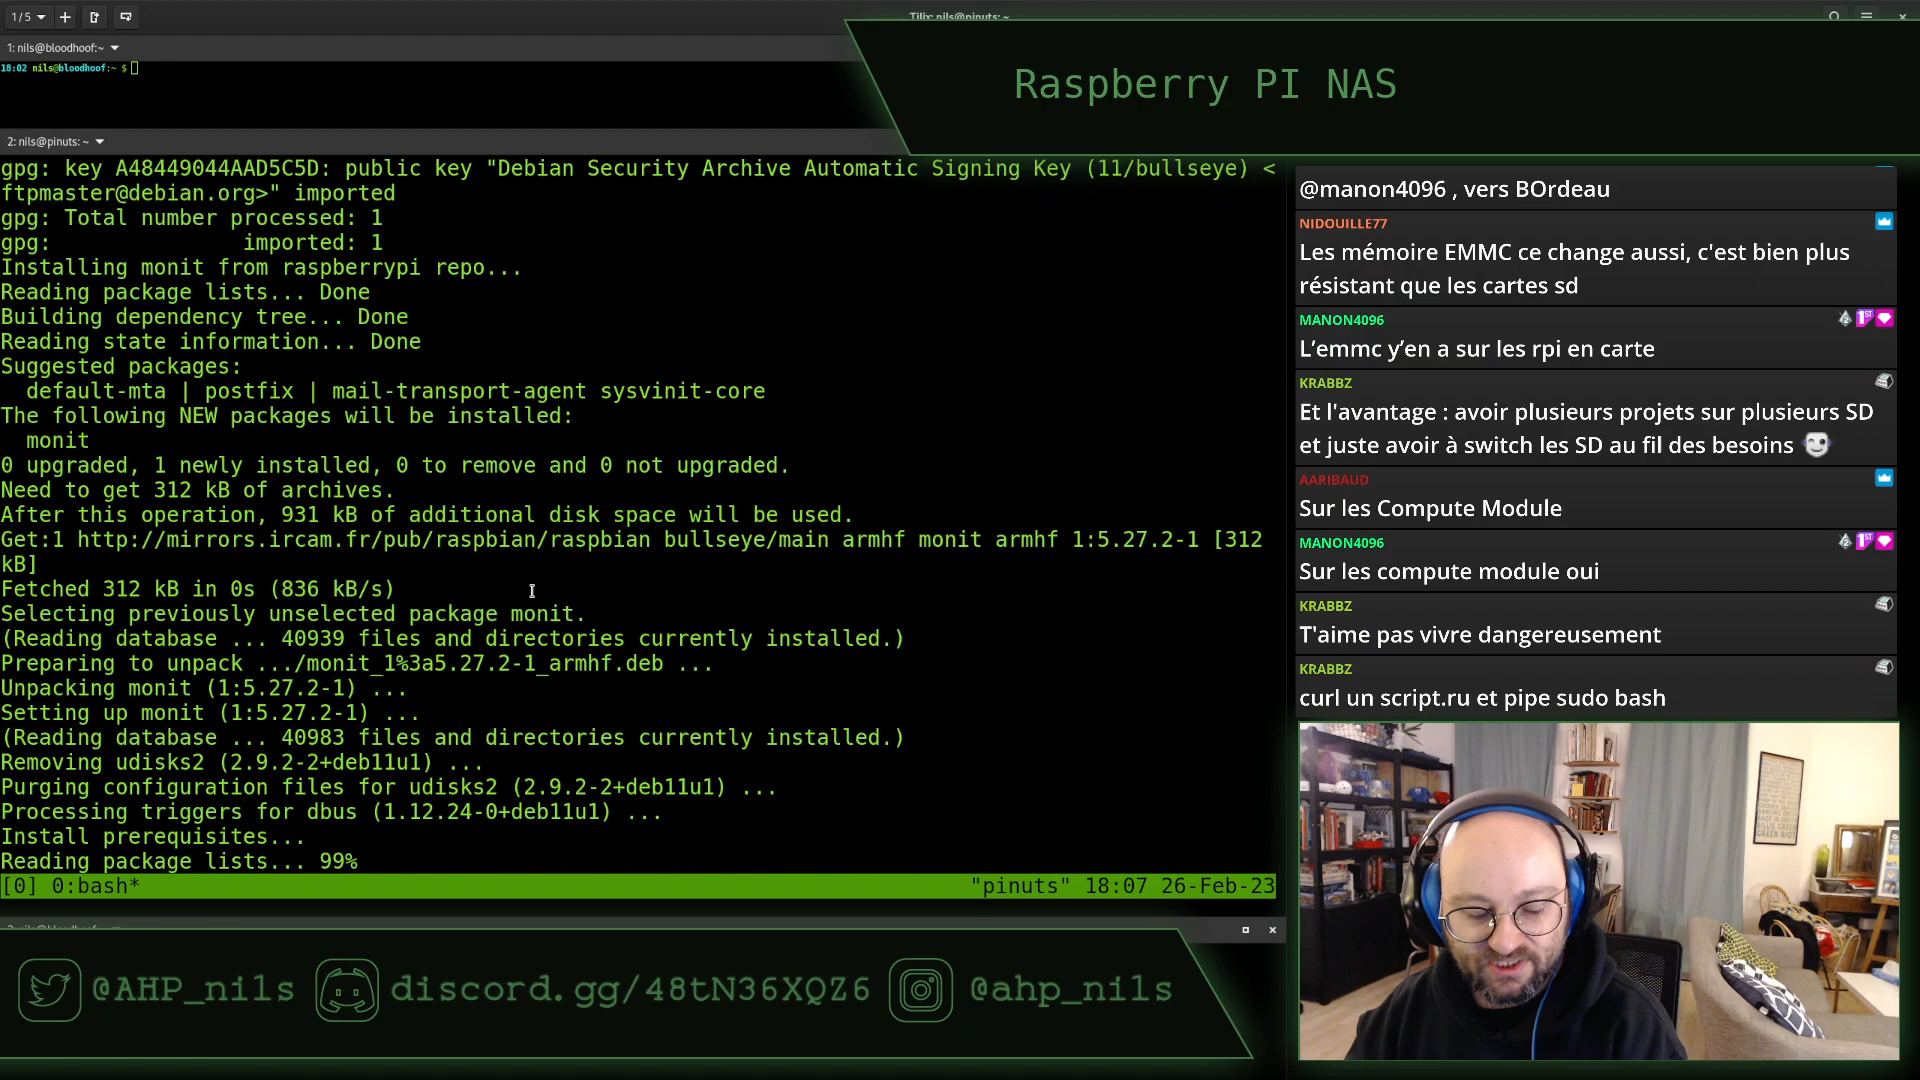 1/5
Tilix: nils@pinuts: ~
1: nils@bloodhoof:~
18:02 nils@bloodhoof:~ $
Raspberry PI NAS
2: nils@pinuts: ~
gpg: key A48449044AAD5C5D: public key "Debian Security Archive Automatic Signing Key (11/bullseye) <
ftpmaster@debian.org>" imported
gpg: Total number processed: 1
gpg:               imported: 1
Installing monit from raspberrypi repo...
Reading package lists... Done
Building dependency tree... Done
Reading state information... Done
Suggested packages:
  default-mta | postfix | mail-transport-agent sysvinit-core
The following NEW packages will be installed:
  monit
0 upgraded, 1 newly installed, 0 to remove and 0 not upgraded.
Need to get 312 kB of archives.
After this operation, 931 kB of additional disk space will be used.
Get:1 http://mirrors.ircam.fr/pub/raspbian/raspbian bullseye/main armhf monit armhf 1:5.27.2-1 [312
kB]
Fetched 312 kB in 0s (836 kB/s)
Selecting previously unselected package monit.
(Reading database ... 40939 files and directories currently installed.)
Preparing to unpack .../monit_1%3a5.27.2-1_armhf.deb ...
Unpacking monit (1:5.27.2-1) ...
Setting up monit (1:5.27.2-1) ...
(Reading database ... 40983 files and directories currently installed.)
Removing udisks2 (2.9.2-2+deb11u1) ...
Purging configuration files for udisks2 (2.9.2-2+deb11u1) ...
Processing triggers for dbus (1.12.24-0+deb11u1) ...
Install prerequisites...
Reading package lists... 99%
[0] 0:bash* "pinuts" 18:07 26-Feb-23
@manon4096 , vers BOrdeau
NIDOUILLE77
Les mémoire EMMC ce change aussi, c'est bien plus
résistant que les cartes sd
MANON4096
L’emmc y’en a sur les rpi en carte
KRABBZ
Et l'avantage : avoir plusieurs projets sur plusieurs SD
et juste avoir à switch les SD au fil des besoins
AARIBAUD
Sur les Compute Module
MANON4096
Sur les compute module oui
KRABBZ
T'aime pas vivre dangereusement
KRABBZ
curl un script.ru et pipe sudo bash
@AHP_nils
discord.gg/48tN36XQZ6
@ahp_nils